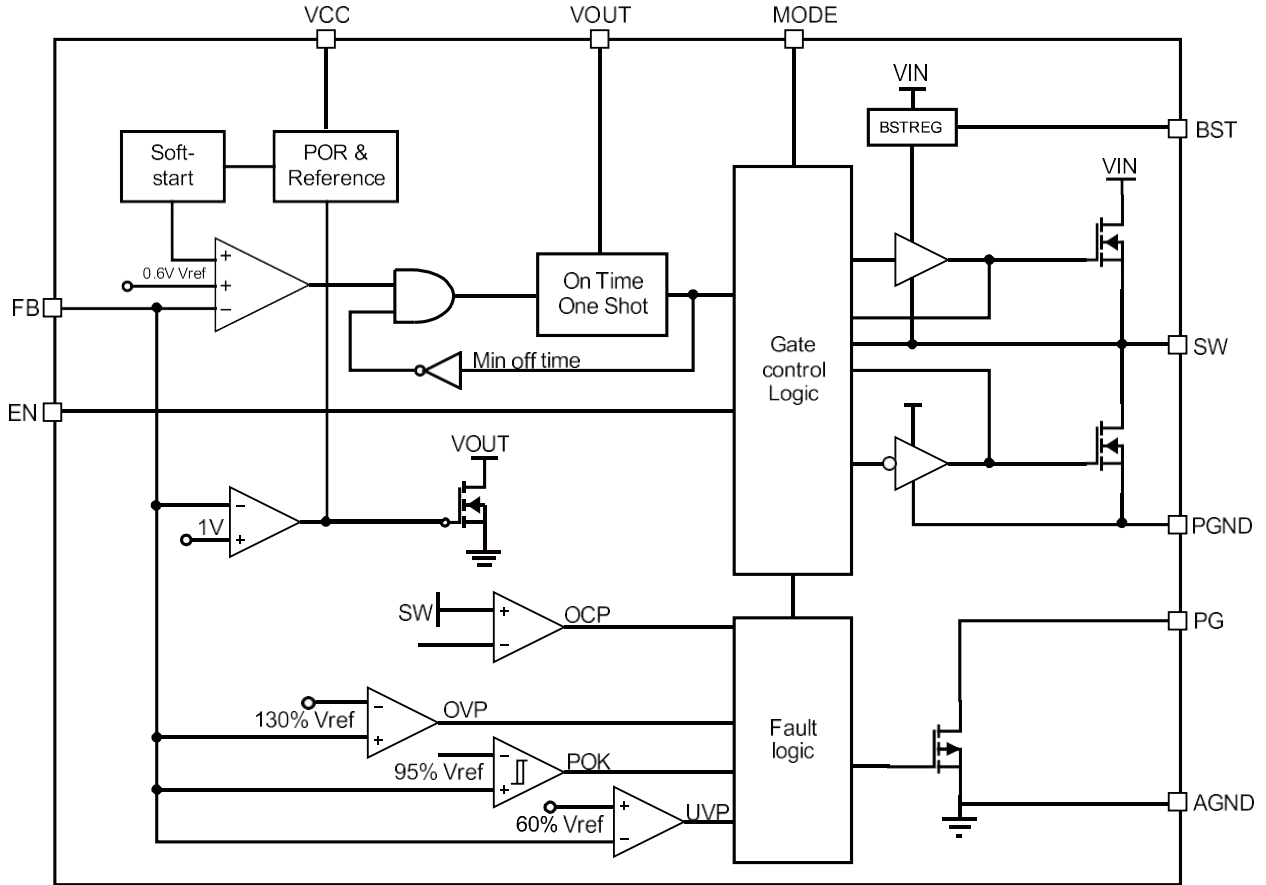 VCC
VOUT
MODE
VIN
BSTREG
BST
VIN
Soft-
start
POR &
Reference
+
0.6V Vref
+
−
FB
On Time
One Shot
Min off time
Gate
control
Logic
SW
EN
VOUT
−
1V
+
PGND
SW
+
−
OCP
PG
130% Vref
−
+
OVP
95% Vref
−
+
POK
60% Vref
+
−
UVP
Fault
logic
AGND